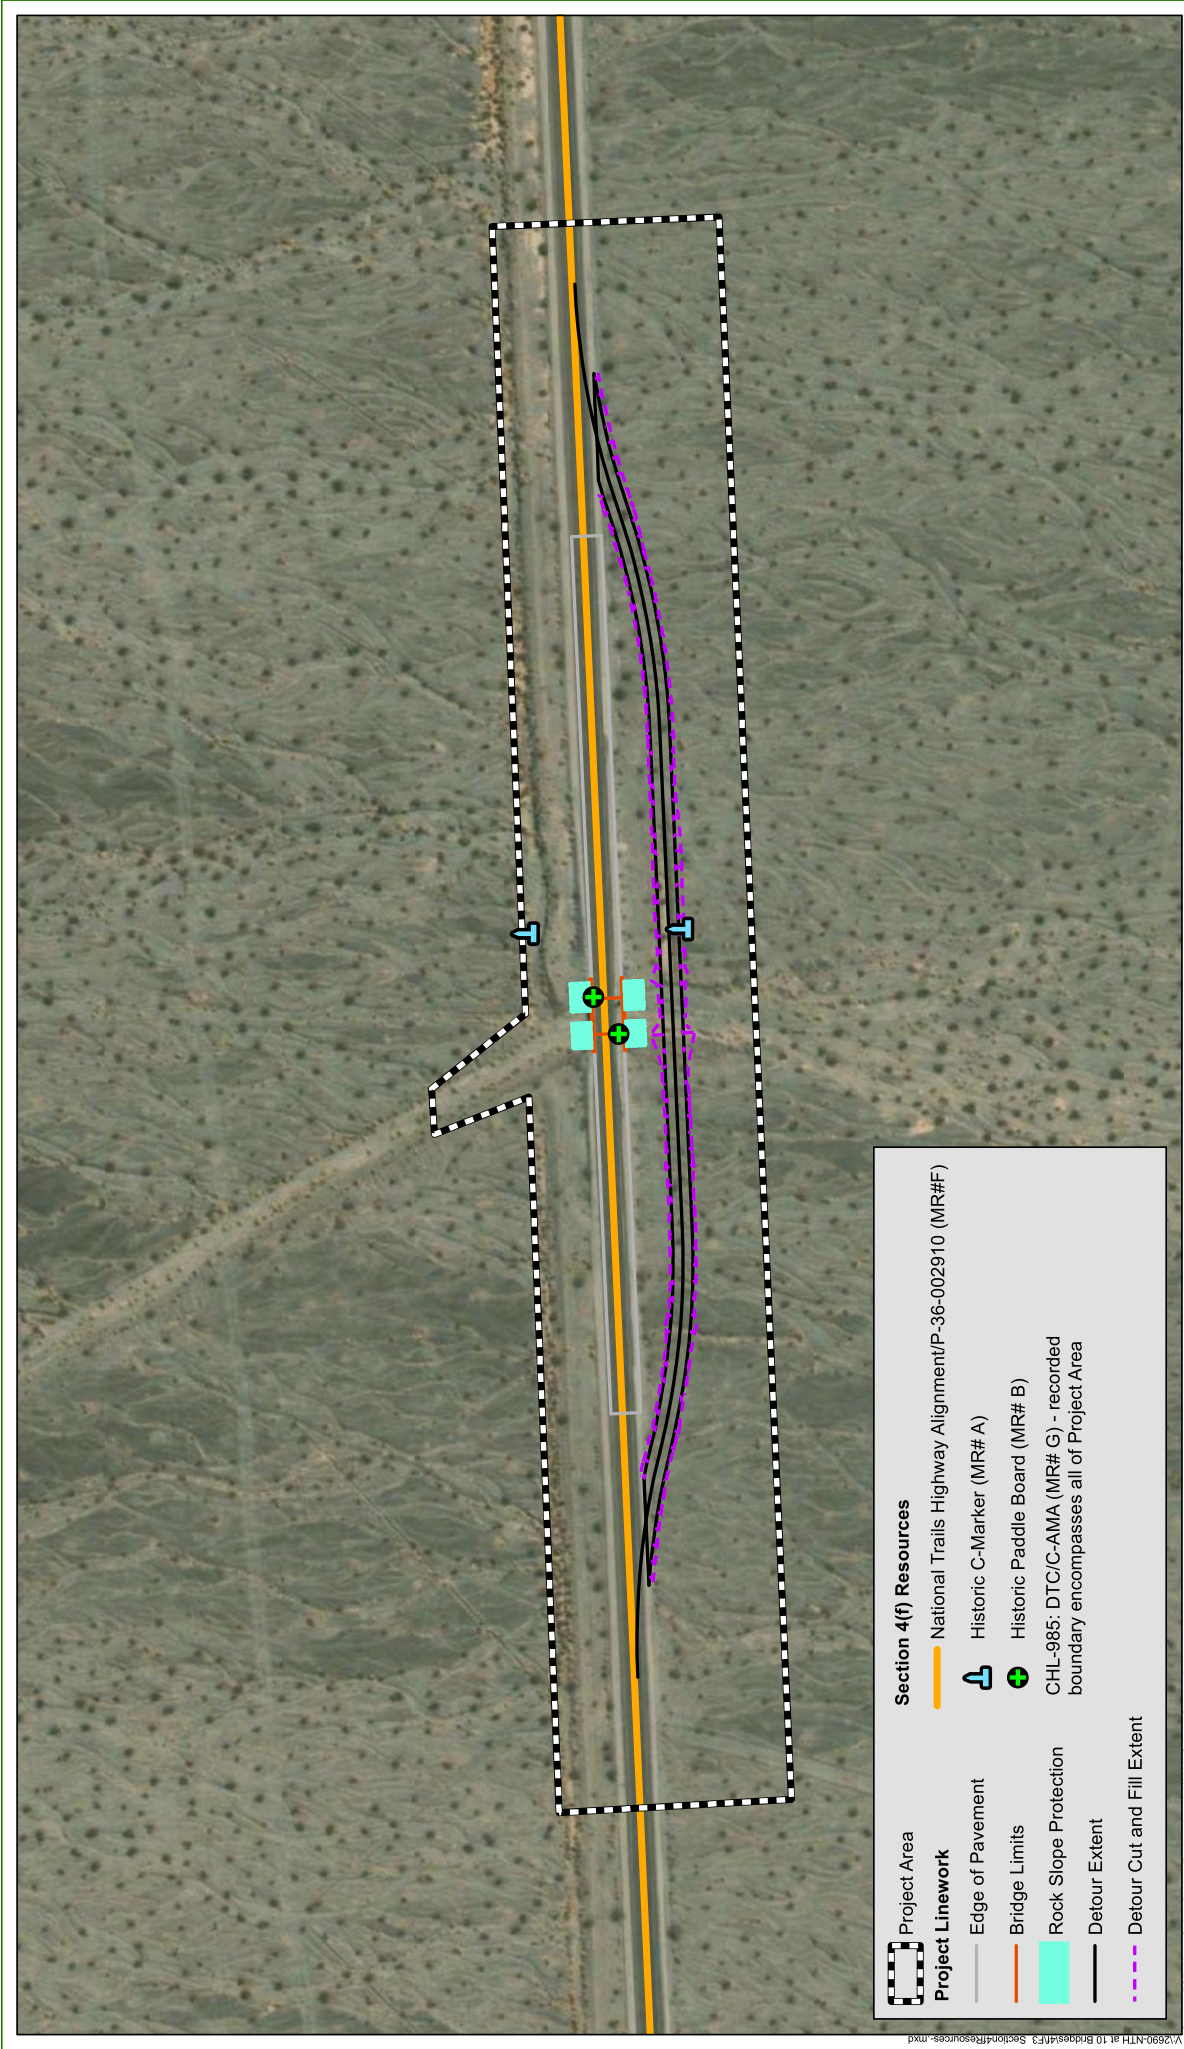 Project Area
Project Linework
Edge of Pavement
Bridge Limits
Rock Slope Protection
Detour Extent
Detour Cut and Fill Extent
Section 4(f) Resources
National Trails Highway Alignment/P-36-002910 (MR#F)
Historic C-Marker (MR# A)
Historic Paddle Board (MR# B)
CHL-985: DTC/C-AMA (MR# G) - recorded
boundary encompasses all of Project Area
V:\2690-NTH at 10 Bridges\4f\F3_Section4fResources-.mxd